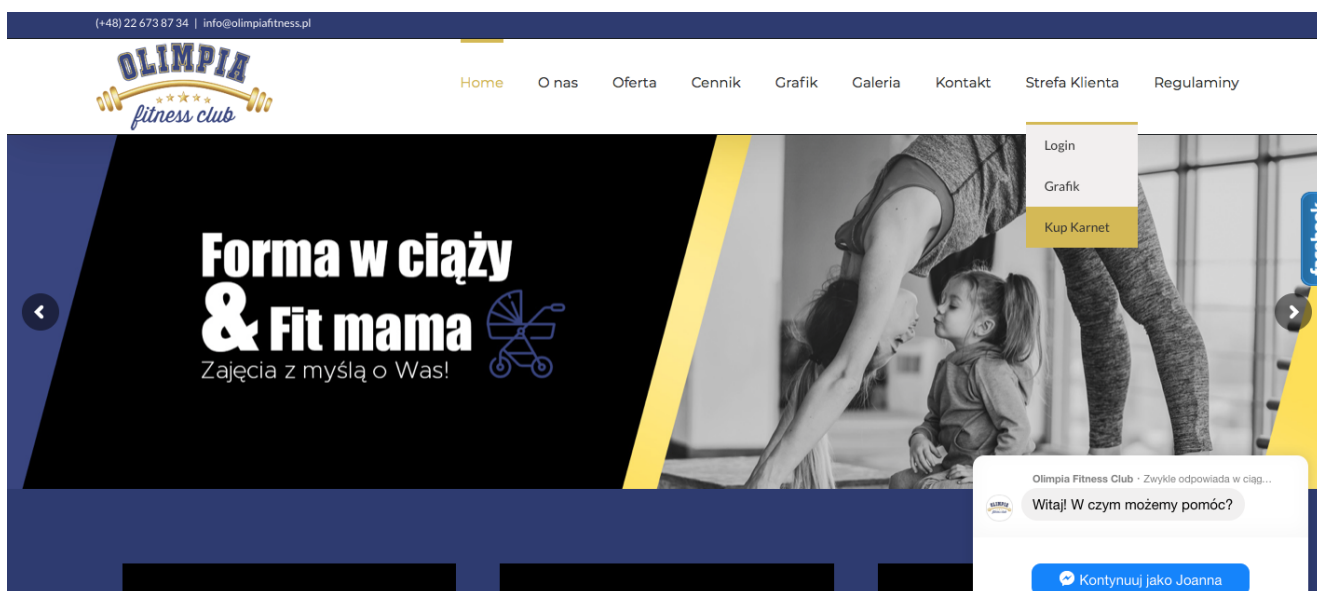 (+48) 22 673 87 34 | info@olimpiafitness.pl
OLIMPIA
fitness club
Home O nas Oferta Cennik Grafik Galeria Kontakt Strefa Klienta Regulaminy
Login
Grafik
Kup Karnet
Forma w ciąży
& Fit mama
Zajęcia z myślą o Was!
Olimpia Fitness Club · Zwykle odpowiada w ciąg...
Witaj! W czym możemy pomóc?
Kontynuuj jako Joanna